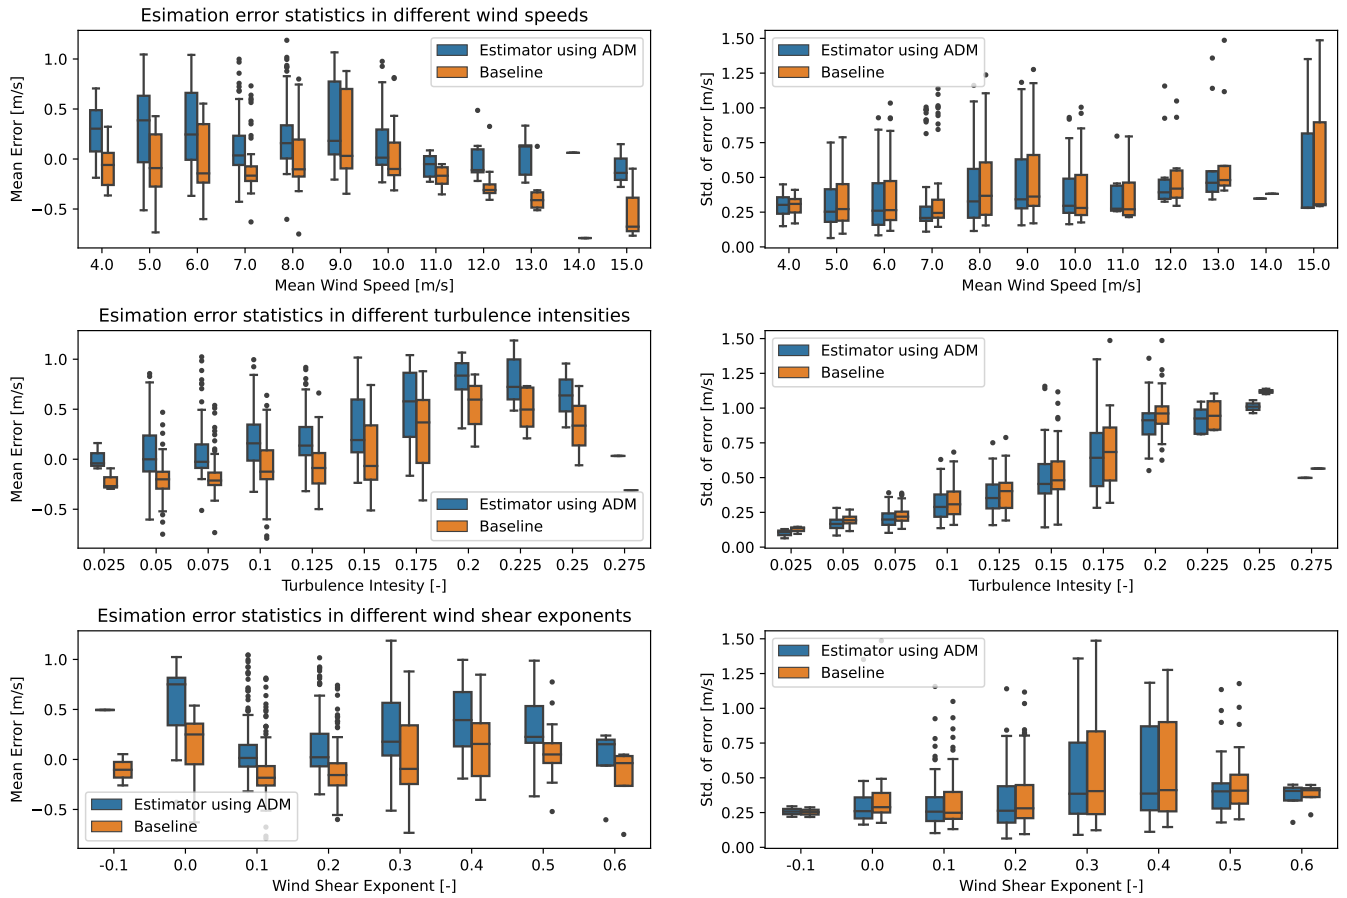 Esimation error statistics in different wind speeds
Mean Error [m/s]
1.0
0.5
0.0
−0.5
Estimator using ADM
Baseline
4.0 5.0 6.0 7.0 8.0 9.0 10.0 11.0 12.0 13.0 14.0 15.0
Mean Wind Speed [m/s]
Std. of error [m/s]
1.50
1.25
1.00
0.75
0.50
0.25
0.00
Estimator using ADM
Baseline
4.0 5.0 6.0 7.0 8.0 9.0 10.0 11.0 12.0 13.0 14.0 15.0
Mean Wind Speed [m/s]
Esimation error statistics in different turbulence intensities
Mean Error [m/s]
1.0
0.5
0.0
−0.5
Estimator using ADM
Baseline
0.025 0.05 0.075 0.1 0.125 0.15 0.175 0.2 0.225 0.25 0.275
Turbulence Intesity [-]
Std. of error [m/s]
1.50
1.25
1.00
0.75
0.50
0.25
0.00
Estimator using ADM
Baseline
0.025 0.05 0.075 0.1 0.125 0.15 0.175 0.2 0.225 0.25 0.275
Turbulence Intesity [-]
Esimation error statistics in different wind shear exponents
Mean Error [m/s]
1.0
0.5
0.0
−0.5
Estimator using ADM
Baseline
-0.1 0.0 0.1 0.2 0.3 0.4 0.5 0.6
Wind Shear Exponent [-]
Std. of error [m/s]
1.50
1.25
1.00
0.75
0.50
0.25
0.00
Estimator using ADM
Baseline
-0.1 0.0 0.1 0.2 0.3 0.4 0.5 0.6
Wind Shear Exponent [-]